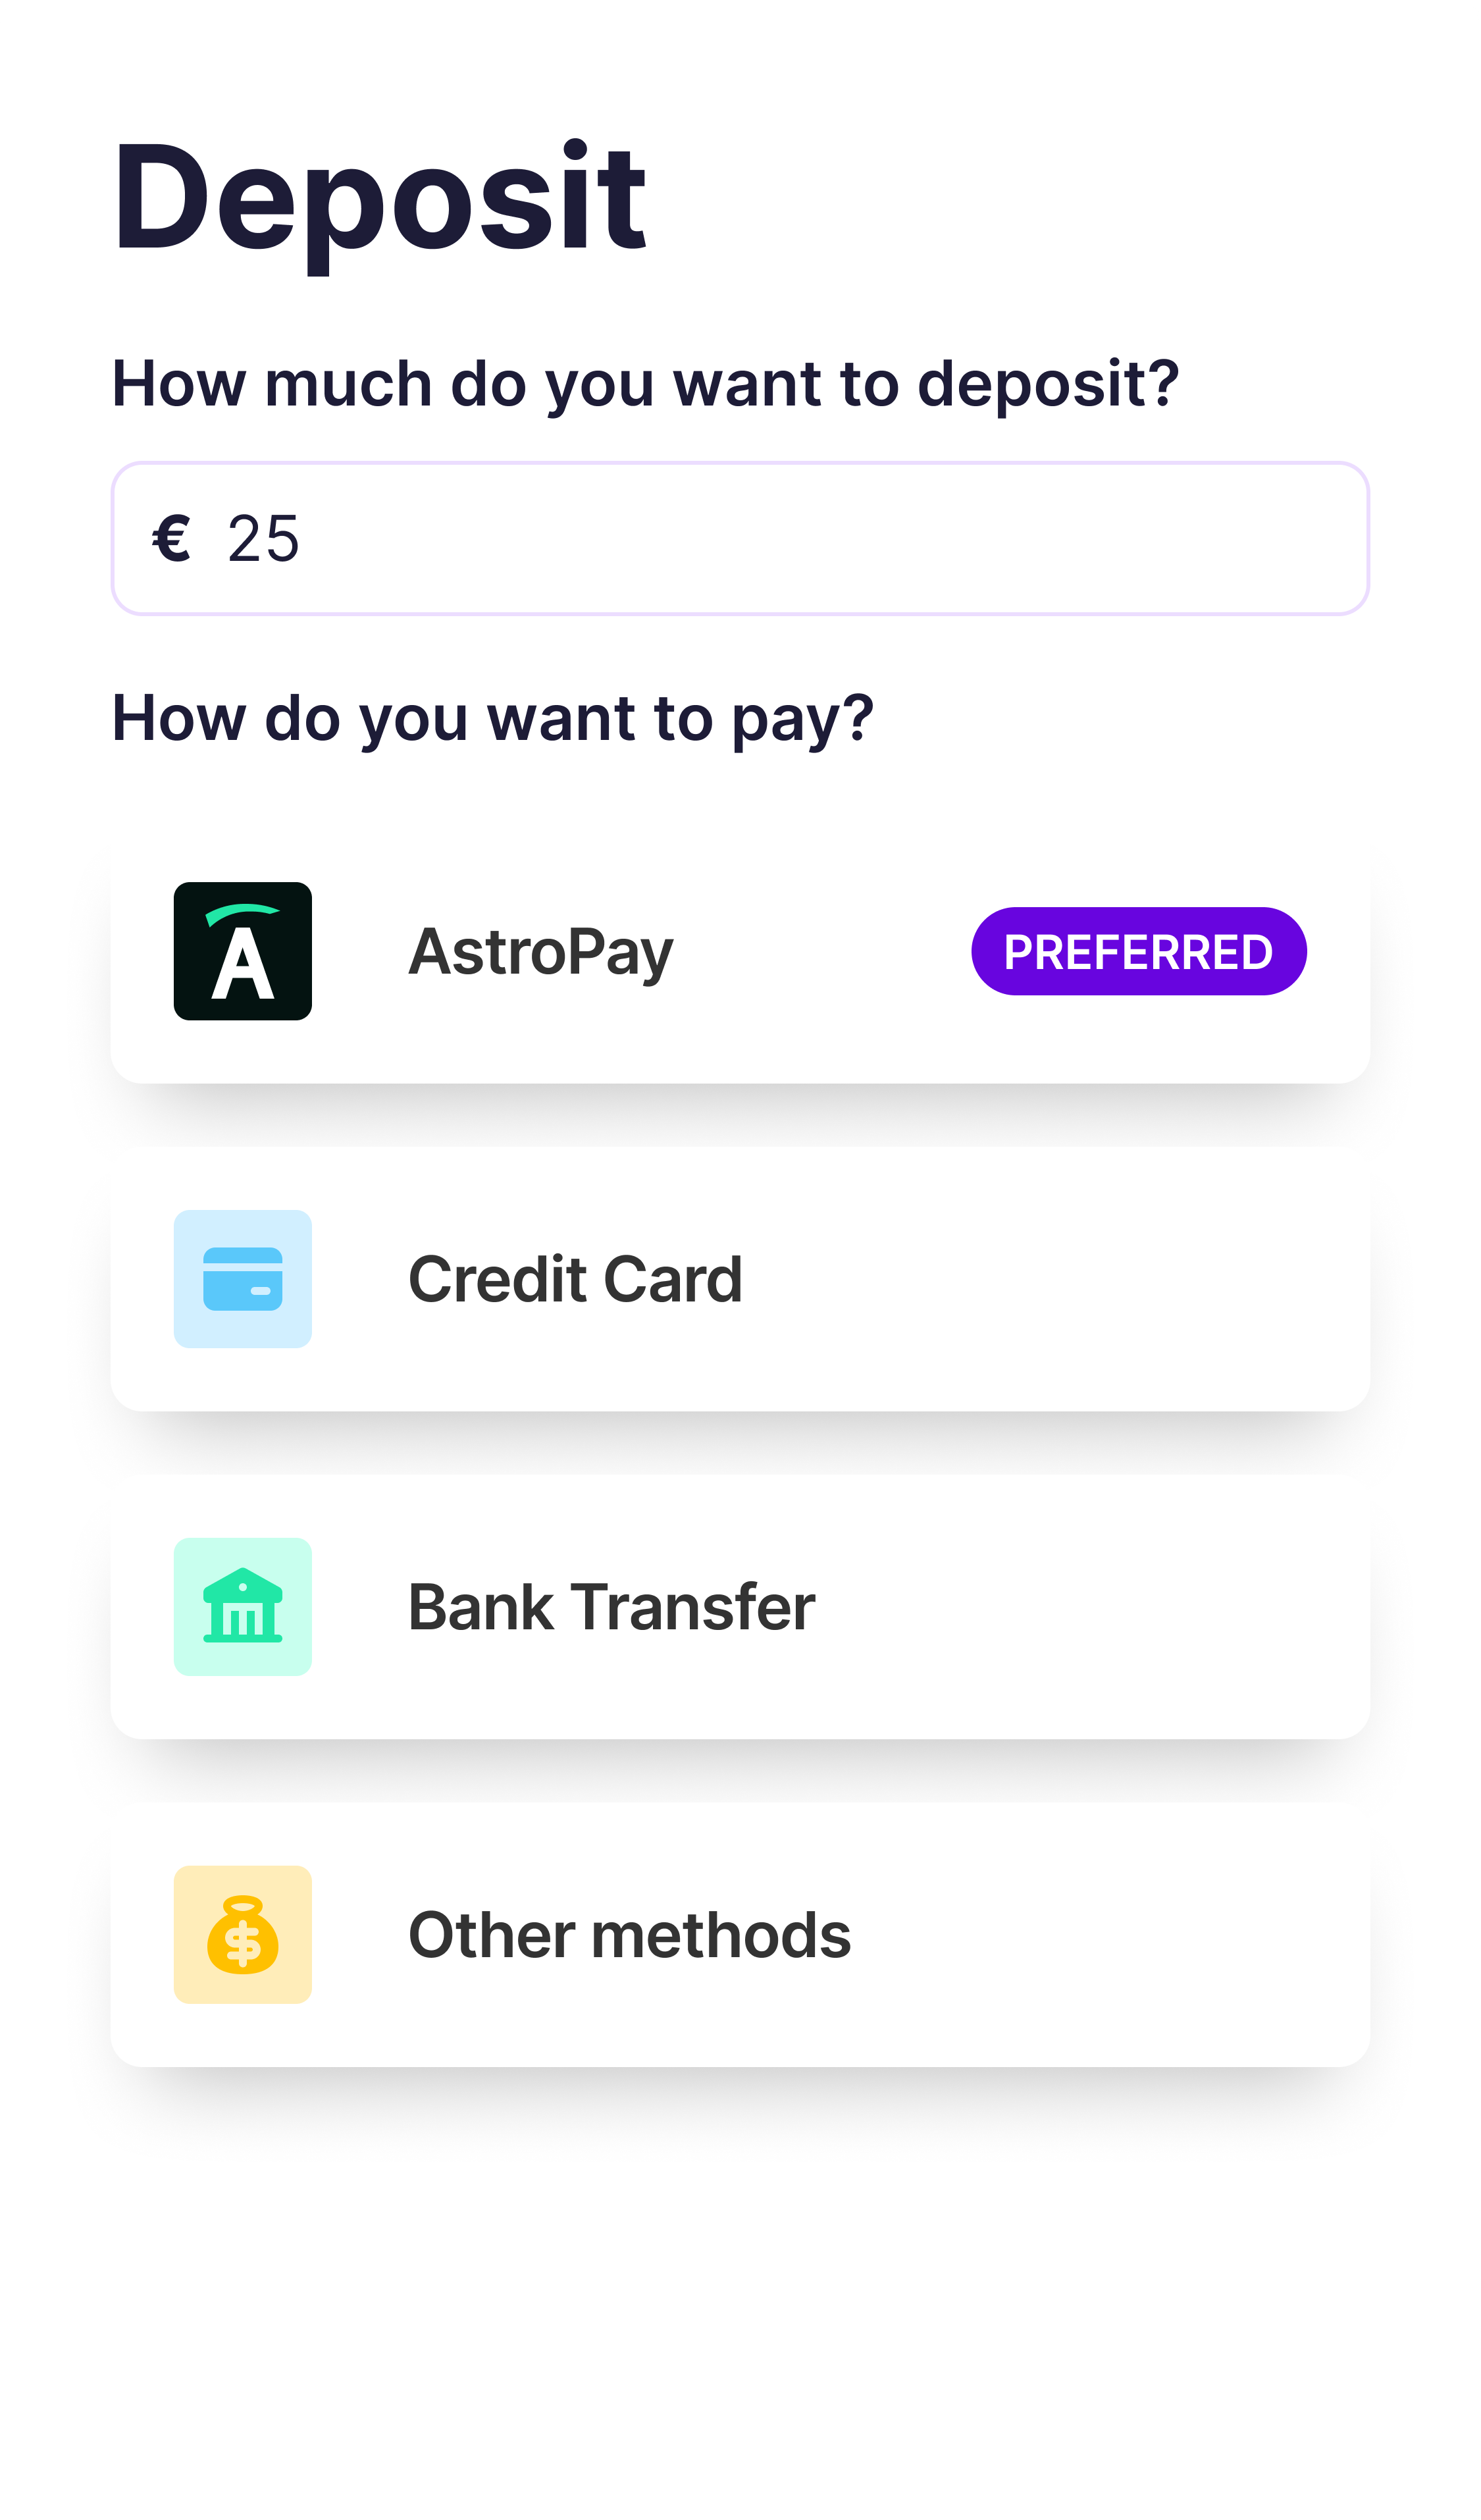 Deposit
How much do you want to deposit?
€ 25
How do you want to pay?
A AstroPay PREFERRED
Credit Card
Bank Transfer
$ Other methods